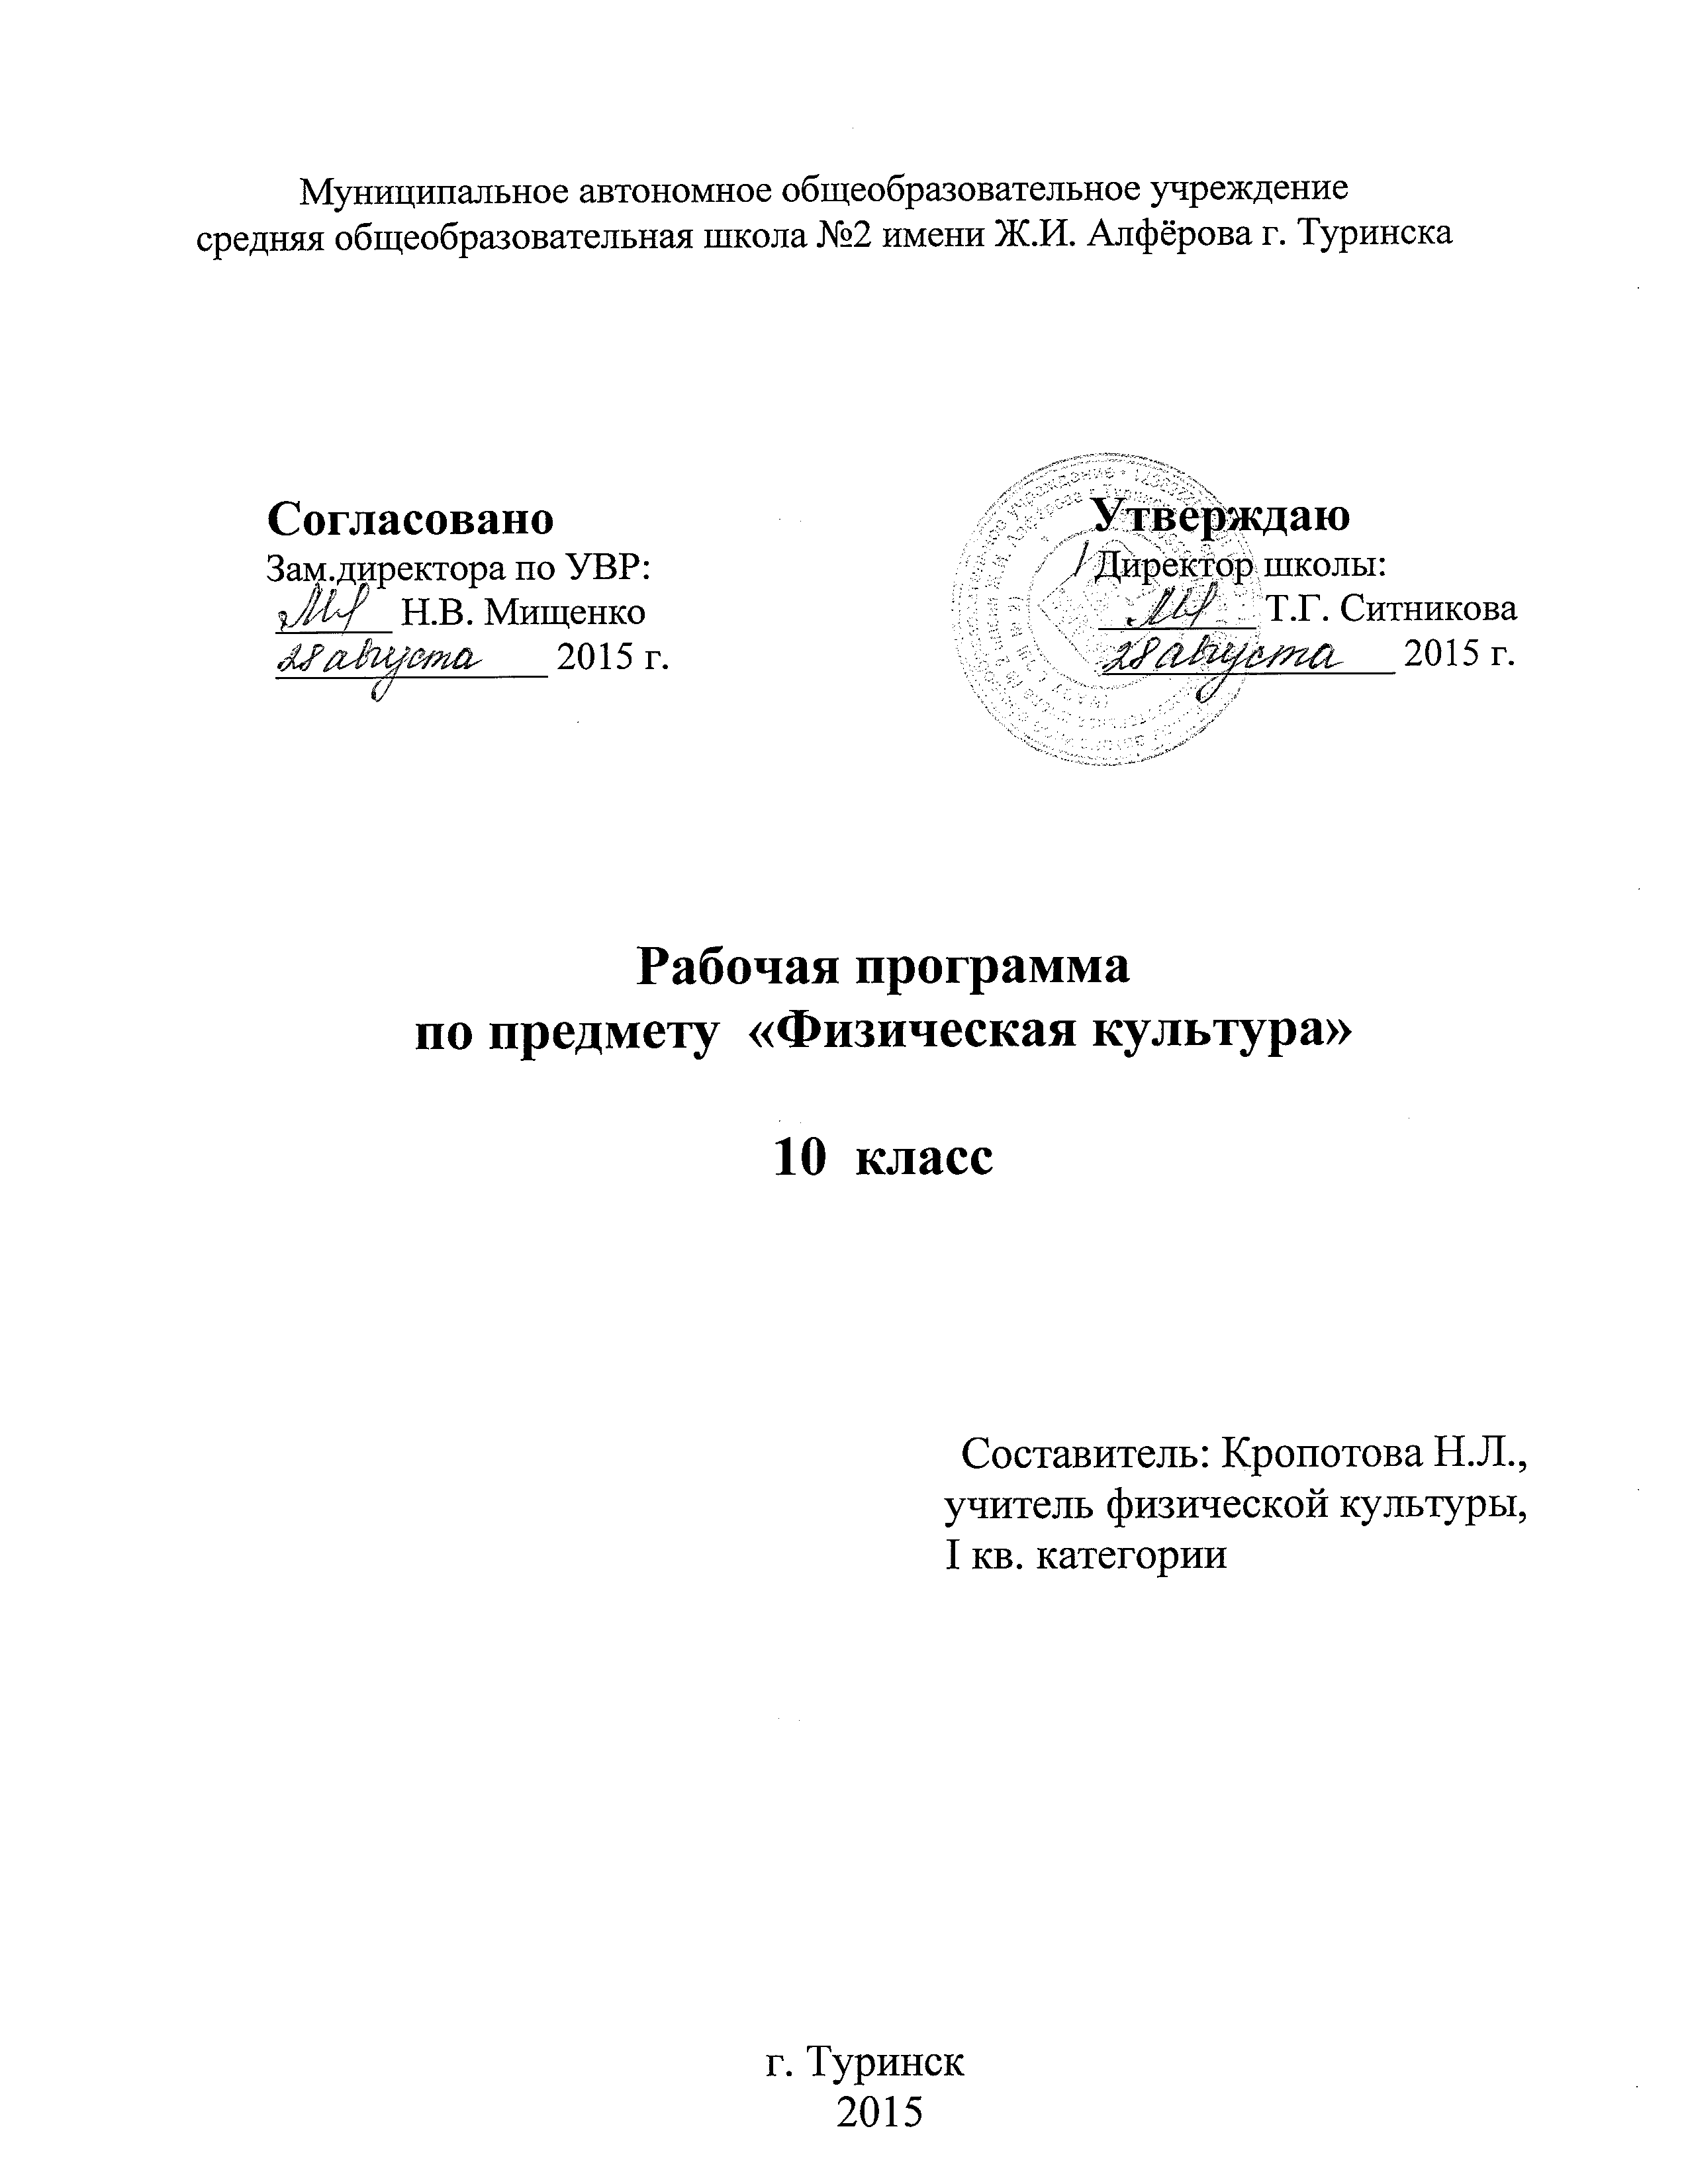 Муниципальное автономное общеобразовательное учреждение
средняя общеобразовательная школа №2 имени Ж.И. Алфёрова г. Туринска
Согласовано
Зам.директора по УВР:
Н.В. Мищенко
28 августа 2015 г.
Утверждаю
Директор школы:
Т.Г. Ситникова
28 августа 2015 г.
Рабочая программа
по предмету «Физическая культура»
10 класс
Составитель: Кропотова Н.Л.,
учитель физической культуры,
I кв. категории
г. Туринск
2015